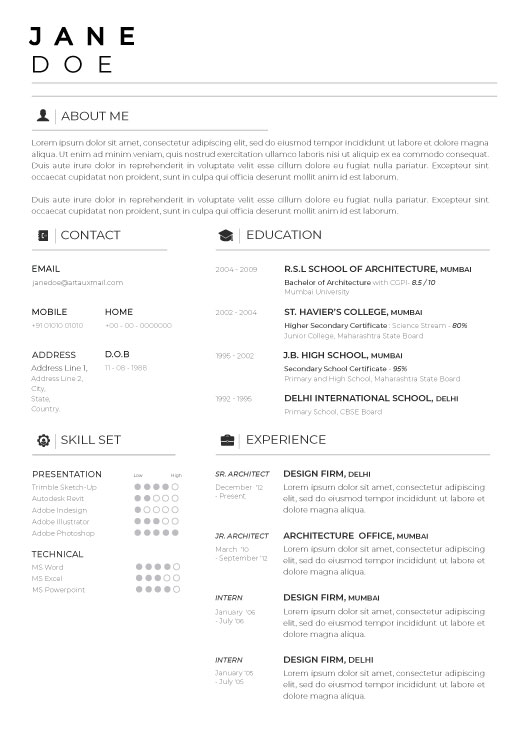 JANE
DOE
ABOUT ME
Lorem ipsum dolor sit amet, consectetur adipiscing elit, sed do eiusmod tempor incididunt ut labore et dolore magna
aliqua. Ut enim ad minim veniam, quis nostrud exercitation ullamco laboris nisi ut aliquip ex ea commodo consequat.
Duis aute irure dolor in reprehenderit in voluptate velit esse cillum dolore eu fugiat nulla pariatur. Excepteur sint
occaecat cupidatat non proident, sunt in culpa qui officia deserunt mollit anim id est laborum.
Duis aute irure dolor in reprehenderit in voluptate velit esse cillum dolore eu fugiat nulla pariatur. Excepteur sint
occaecat cupidatat non proident, sunt in culpa qui officia deserunt mollit anim id est laborum.
CONTACT
EMAIL
janedoe@artauxmail.com
MOBILE
+91 01010 01010
HOME
+00 - 00 - 0000000
ADDRESS
Address Line 1,
Address Line 2,
City,
State,
Country.
D.O.B
11 - 08 - 1988
EDUCATION
2004 - 2009
R.S.L SCHOOL OF ARCHITECTURE, MUMBAI
Bachelor of Architecture with CGPI- 8.5 / 10
Mumbai University
2002 - 2004
ST. HAVIER'S COLLEGE, MUMBAI
Higher Secondary Certificate : Science Stream - 80%
Junior College, Maharashtra State Board
1995 - 2002
J.B. HIGH SCHOOL, MUMBAI
Secondary School Certificate - 95%
Primary and High School, Maharashtra State Board
1992 - 1995
DELHI INTERNATIONAL SCHOOL, DELHI
Primary School, CBSE Board
SKILL SET
PRESENTATION
Low High
Trimble Sketch-Up
Autodesk Revit
Adobe Indesign
Adobe Illustrator
Adobe Photoshop
TECHNICAL
MS Word
MS Excel
MS Powerpoint
EXPERIENCE
SR. ARCHITECT
December '12
- Present
DESIGN FIRM, DELHI
Lorem ipsum dolor sit amet, consectetur adipiscing
elit, sed do eiusmod tempor incididunt ut labore et
dolore magna aliqua.
JR. ARCHITECT
March '10
- September '12
ARCHITECTURE OFFICE, MUMBAI
Lorem ipsum dolor sit amet, consectetur adipiscing
elit, sed do eiusmod tempor incididunt ut labore et
dolore magna aliqua.
INTERN
January '06
- July '06
DESIGN FIRM, MUMBAI
Lorem ipsum dolor sit amet, consectetur adipiscing
elit, sed do eiusmod tempor incididunt ut labore et
dolore magna aliqua.
INTERN
January '05
- July '05
DESIGN FIRM, DELHI
Lorem ipsum dolor sit amet, consectetur adipiscing
elit, sed do eiusmod tempor incididunt ut labore et dolore
magna aliqua.